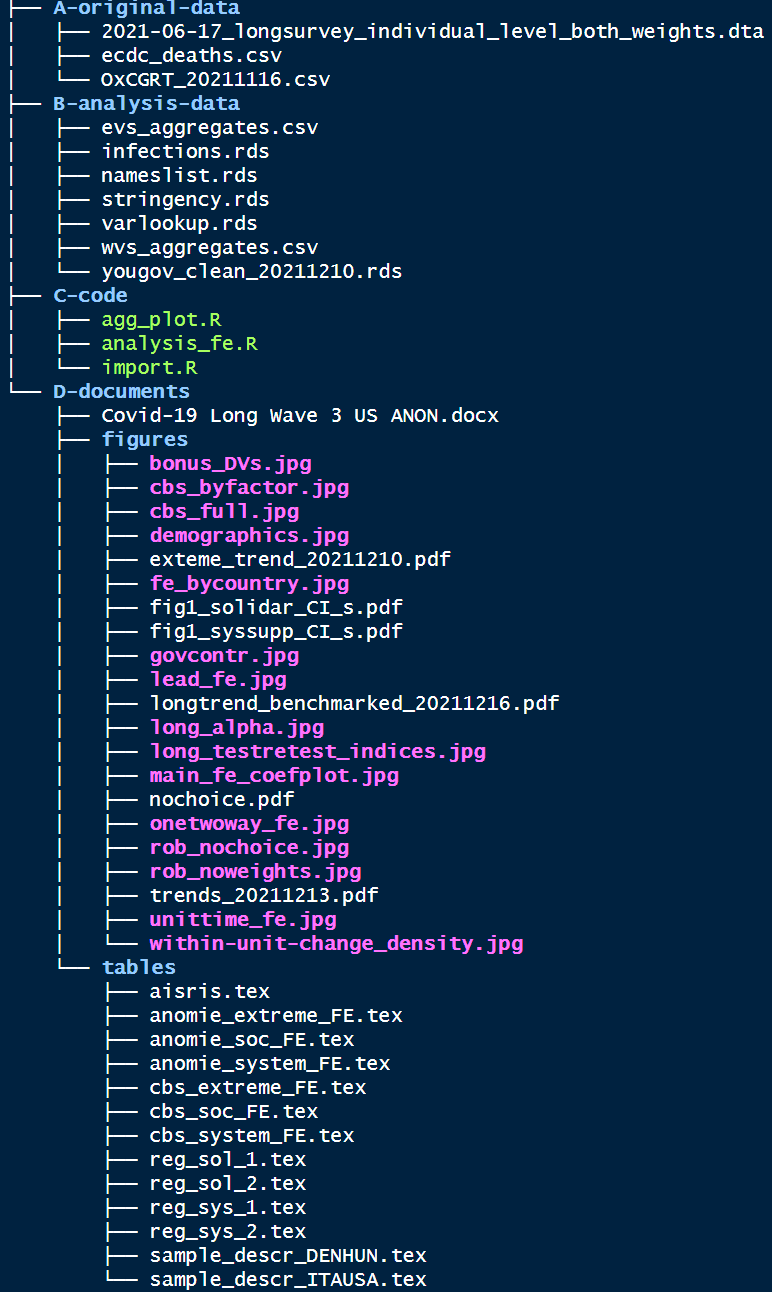 ├── A-original-data
│   ├── 2021-06-17_longsurvey_individual_level_both_weights.dta
│   ├── ecdc_deaths.csv
│   └── OxCGRT_20211116.csv
├── B-analysis-data
│   ├── evs_aggregates.csv
│   ├── infections.rds
│   ├── nameslist.rds
│   ├── stringency.rds
│   ├── varlookup.rds
│   ├── wvs_aggregates.csv
│   └── yougov_clean_20211210.rds
├── C-code
│   ├── agg_plot.R
│   ├── analysis_fe.R
│   └── import.R
└── D-documents
    ├── Covid-19 Long Wave 3 US ANON.docx
    ├── figures
    │   ├── bonus_DVs.jpg
    │   ├── cbs_byfactor.jpg
    │   ├── cbs_full.jpg
    │   ├── demographics.jpg
    │   ├── exteme_trend_20211210.pdf
    │   ├── fe_bycountry.jpg
    │   ├── fig1_solidar_CI_s.pdf
    │   ├── fig1_syssupp_CI_s.pdf
    │   ├── govcontr.jpg
    │   ├── lead_fe.jpg
    │   ├── longtrend_benchmarked_20211216.pdf
    │   ├── long_alpha.jpg
    │   ├── long_testretest_indices.jpg
    │   ├── main_fe_coefplot.jpg
    │   ├── nochoice.pdf
    │   ├── onetwoway_fe.jpg
    │   ├── rob_nochoice.jpg
    │   ├── rob_noweights.jpg
    │   ├── trends_20211213.pdf
    │   ├── unittime_fe.jpg
    │   └── within-unit-change_density.jpg
    └── tables
        ├── aisris.tex
        ├── anomie_extreme_FE.tex
        ├── anomie_soc_FE.tex
        ├── anomie_system_FE.tex
        ├── cbs_extreme_FE.tex
        ├── cbs_soc_FE.tex
        ├── cbs_system_FE.tex
        ├── reg_sol_1.tex
        ├── reg_sol_2.tex
        ├── reg_sys_1.tex
        ├── reg_sys_2.tex
        ├── sample_descr_DENHUN.tex
        └── sample_descr_ITAUSA.tex